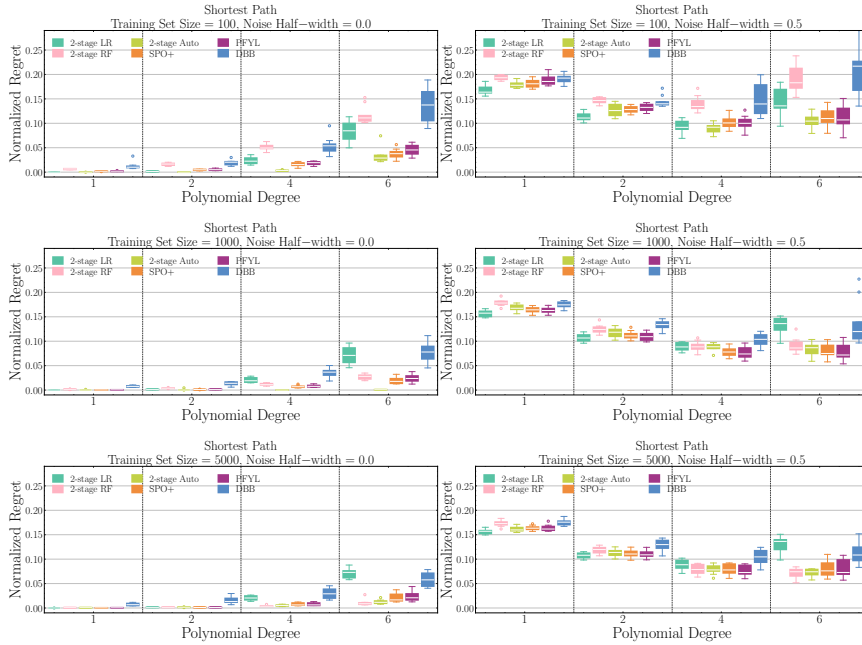 Shortest Path
Training Set Size = 100, Noise Half−width = 0.0
Normalized Regret
0.25
0.20
0.15
0.10
0.05
0.00
2-stage LR
2-stage RF
2-stage Auto
SPO+
PFYL
DBB
1
2
4
6
Polynomial Degree
Shortest Path
Training Set Size = 100, Noise Half−width = 0.5
Normalized Regret
0.25
0.20
0.15
0.10
0.05
0.00
2-stage LR
2-stage RF
2-stage Auto
SPO+
PFYL
DBB
1
2
4
6
Polynomial Degree
Shortest Path
Training Set Size = 1000, Noise Half−width = 0.0
Normalized Regret
0.25
0.20
0.15
0.10
0.05
0.00
2-stage LR
2-stage RF
2-stage Auto
SPO+
PFYL
DBB
1
2
4
6
Polynomial Degree
Shortest Path
Training Set Size = 1000, Noise Half−width = 0.5
Normalized Regret
0.25
0.20
0.15
0.10
0.05
0.00
2-stage LR
2-stage RF
2-stage Auto
SPO+
PFYL
DBB
1
2
4
6
Polynomial Degree
Shortest Path
Training Set Size = 5000, Noise Half−width = 0.0
Normalized Regret
0.25
0.20
0.15
0.10
0.05
0.00
2-stage LR
2-stage RF
2-stage Auto
SPO+
PFYL
DBB
1
2
4
6
Polynomial Degree
Shortest Path
Training Set Size = 5000, Noise Half−width = 0.5
Normalized Regret
0.25
0.20
0.15
0.10
0.05
0.00
2-stage LR
2-stage RF
2-stage Auto
SPO+
PFYL
DBB
1
2
4
6
Polynomial Degree